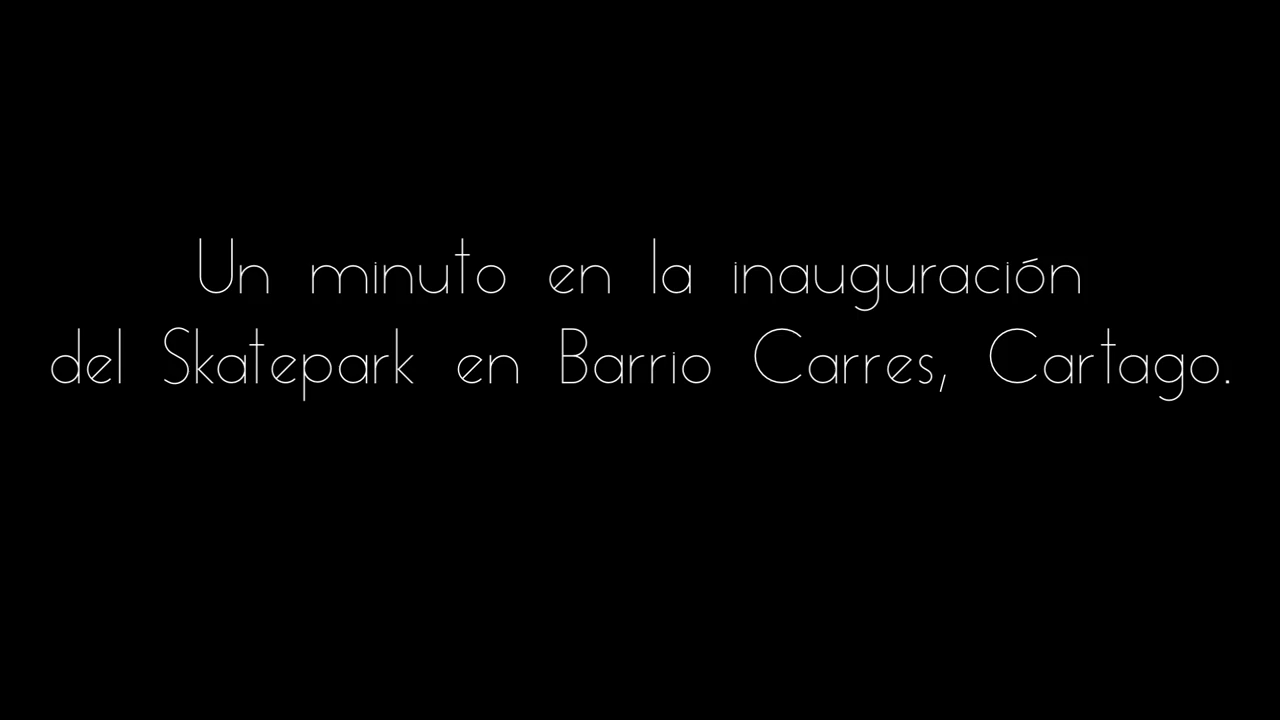 Un minuto en la inauguración
del Skatepark en Barrio Carres, Cartago.